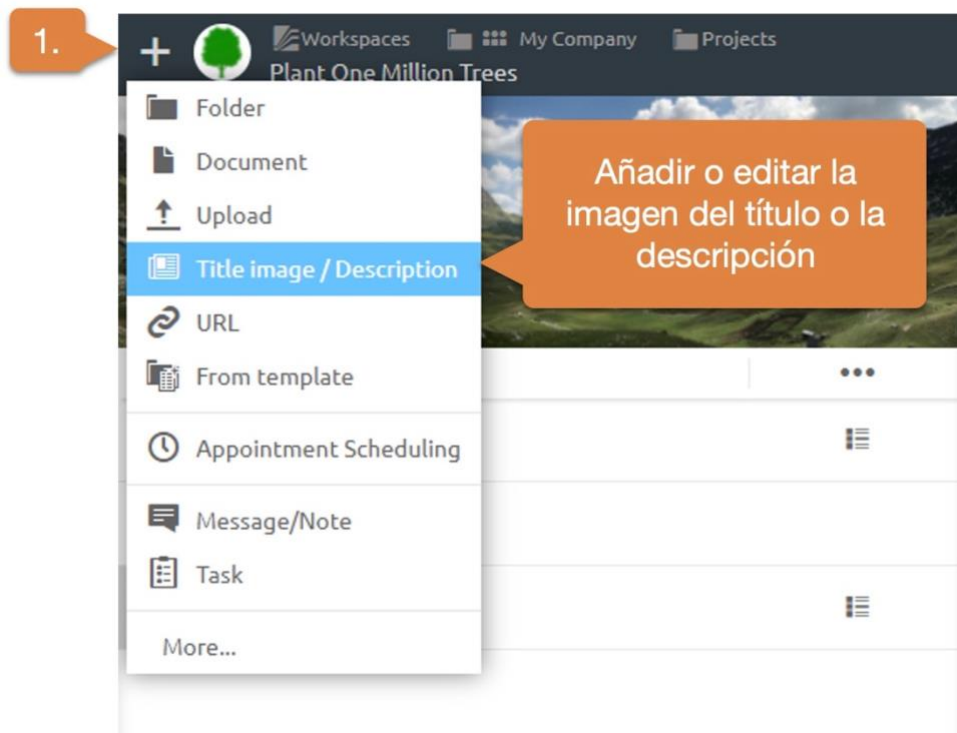 1.
Workspaces My Company Projects
Plant One Million Trees
Folder
Document
Upload
Title image / Description
URL
From template
Appointment Scheduling
Message/Note
Task
More...
Añadir o editar la
imagen del título o la
descripción